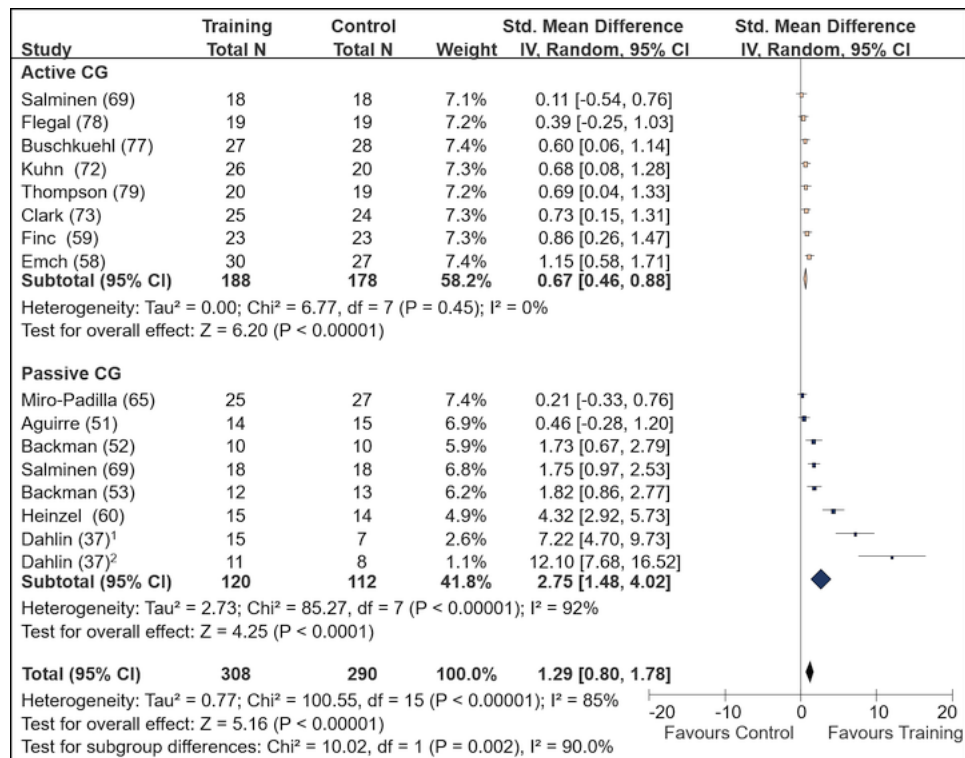 Training Control Std. Mean Difference Std. Mean Difference
Study Total N Total N Weight IV, Random, 95% CI IV, Random, 95% CI
Active CG
Salminen (69) 18 18 7.1% 0.11 [-0.54, 0.76]
Flegal (78) 19 19 7.2% 0.39 [-0.25, 1.03]
Buschkuehl (77) 27 28 7.4% 0.60 [0.06, 1.14]
Kuhn (72) 26 20 7.3% 0.68 [0.08, 1.28]
Thompson (79) 20 19 7.2% 0.69 [0.04, 1.33]
Clark (73) 25 24 7.3% 0.73 [0.15, 1.31]
Finc (59) 23 23 7.3% 0.86 [0.26, 1.47]
Emch (58) 30 27 7.4% 1.15 [0.58, 1.71]
Subtotal (95% CI) 188 178 58.2% 0.67 [0.46, 0.88]
Heterogeneity: Tau² = 0.00; Chi² = 6.77, df = 7 (P = 0.45); I² = 0%
Test for overall effect: Z = 6.20 (P < 0.00001)
Passive CG
Miro-Padilla (65) 25 27 7.4% 0.21 [-0.33, 0.76]
Aguirre (51) 14 15 6.9% 0.46 [-0.28, 1.20]
Backman (52) 10 10 5.9% 1.73 [0.67, 2.79]
Salminen (69) 18 18 6.8% 1.75 [0.97, 2.53]
Backman (53) 12 13 6.2% 1.82 [0.86, 2.77]
Heinzel (60) 15 14 4.9% 4.32 [2.92, 5.73]
Dahlin (37)¹ 15 7 2.6% 7.22 [4.70, 9.73]
Dahlin (37)² 11 8 1.1% 12.10 [7.68, 16.52]
Subtotal (95% CI) 120 112 41.8% 2.75 [1.48, 4.02]
Heterogeneity: Tau² = 2.73; Chi² = 85.27, df = 7 (P < 0.00001); I² = 92%
Test for overall effect: Z = 4.25 (P < 0.0001)
Total (95% CI) 308 290 100.0% 1.29 [0.80, 1.78]
Heterogeneity: Tau² = 0.77; Chi² = 100.55, df = 15 (P < 0.00001); I² = 85%
Test for overall effect: Z = 5.16 (P < 0.00001)
Test for subgroup differences: Chi² = 10.02, df = 1 (P = 0.002), I² = 90.0%
-20 -10 0 10 20
Favours Control Favours Training